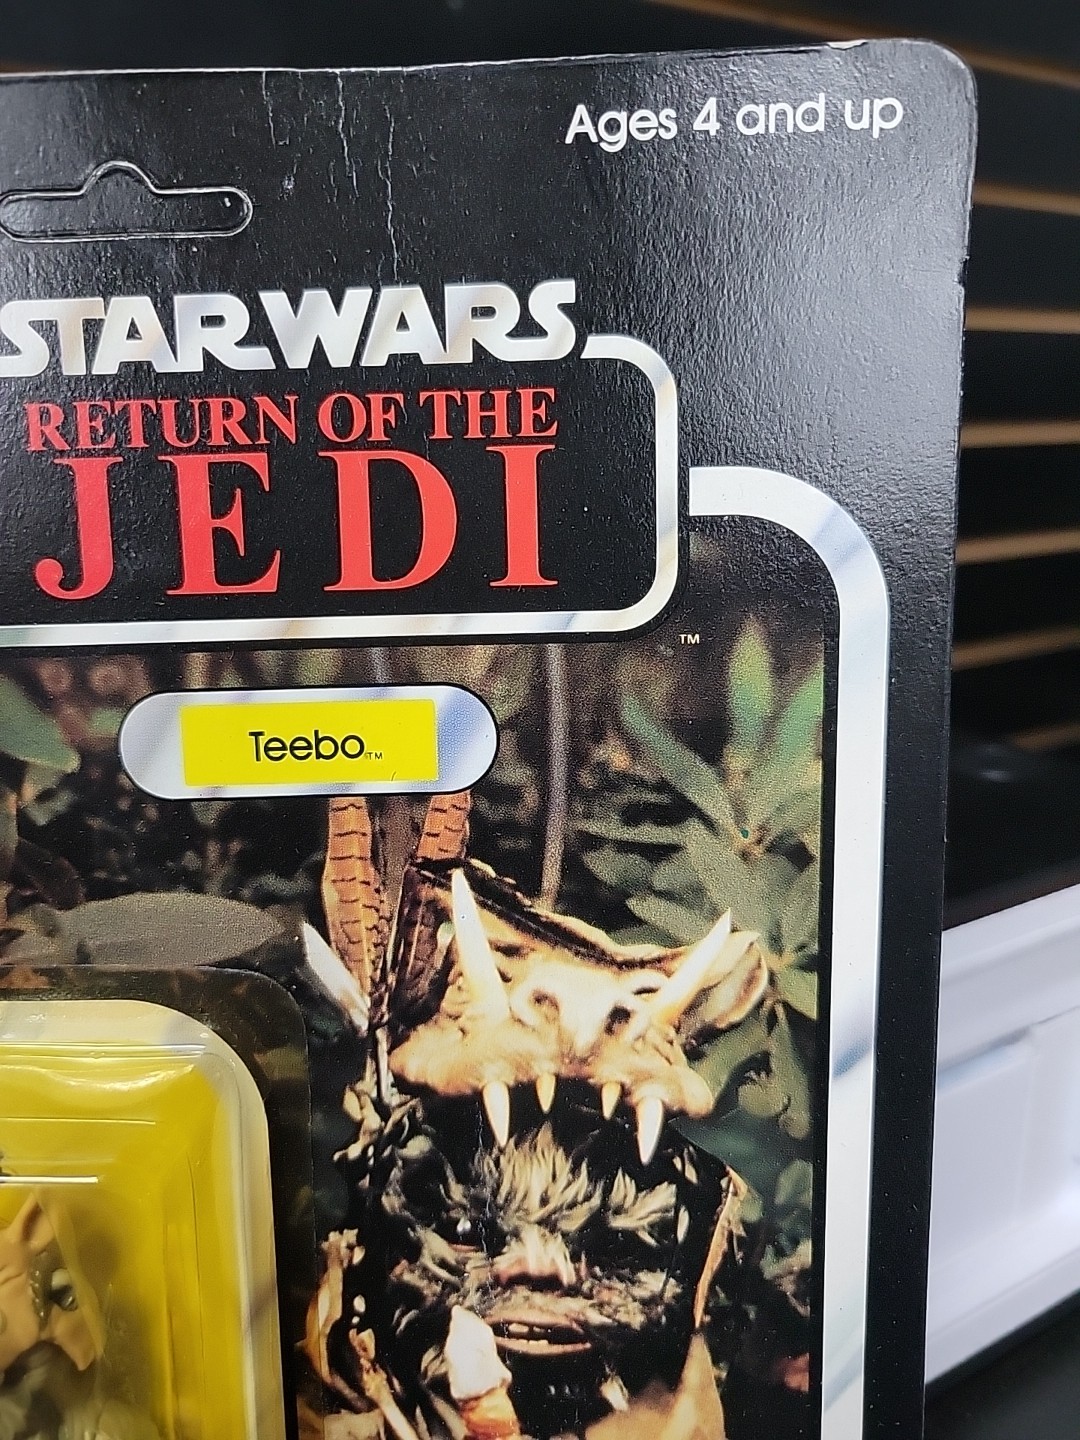 Ages 4 and up
STAR WARS
RETURN OF THE
JEDI
TM
Teebo TM